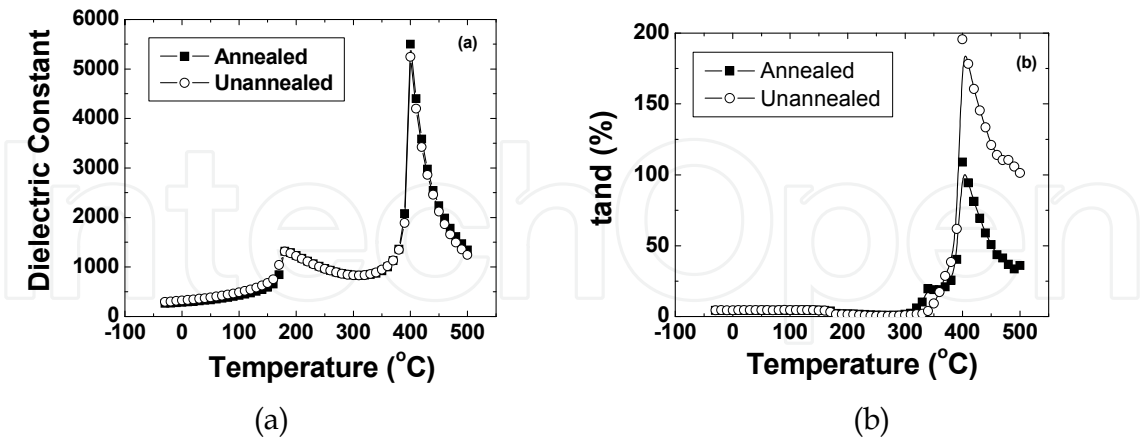 6000
5000
4000
3000
2000
1000
0
-100 0 100 200 300 400 500
Dielectric Constant
Temperature (°C)
Annealed
Unannealed
(a)
(a)
200
150
100
50
0
-100 0 100 200 300 400 500
tand (%)
Temperature (°C)
Annealed
Unannealed
(b)
(b)
IntechOpen